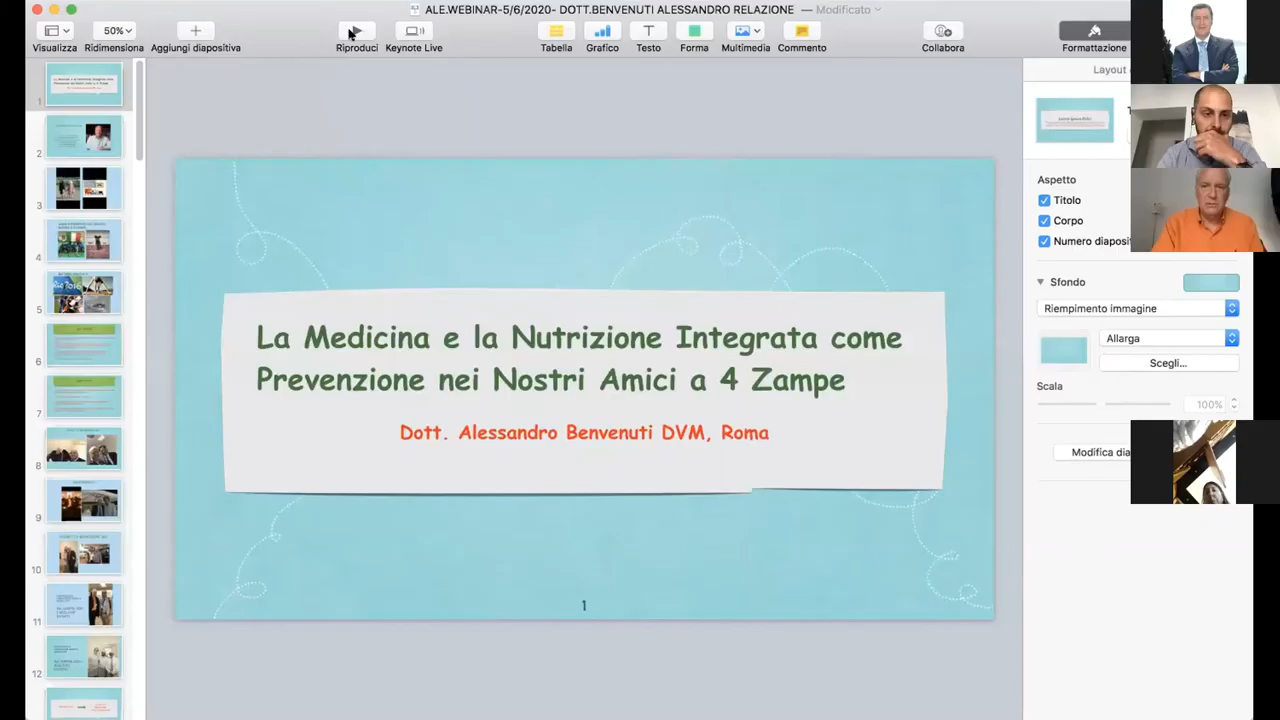 ALE.WEBINAR-5/6/2020- DOTT.BENVENUTI ALESSANDRO RELAZIONE — Modificato
50%
Visualizza Ridimensiona Aggiungi diapositiva Riproduci Keynote Live Tabella Grafico Testo Forma Multimedia Commento Collabora Formattazione
Layout
Aspetto
Titolo
Corpo
Numero diaposit
Sfondo
Riempimento immagine
Allarga
Scegli...
Scala
100%
Modifica dia
1
2
3
4
5
6
7
8
9
10
11
12
La Medicina e la Nutrizione Integrata come
Prevenzione nei Nostri Amici a 4 Zampe
Dott. Alessandro Benvenuti DVM, Roma
1